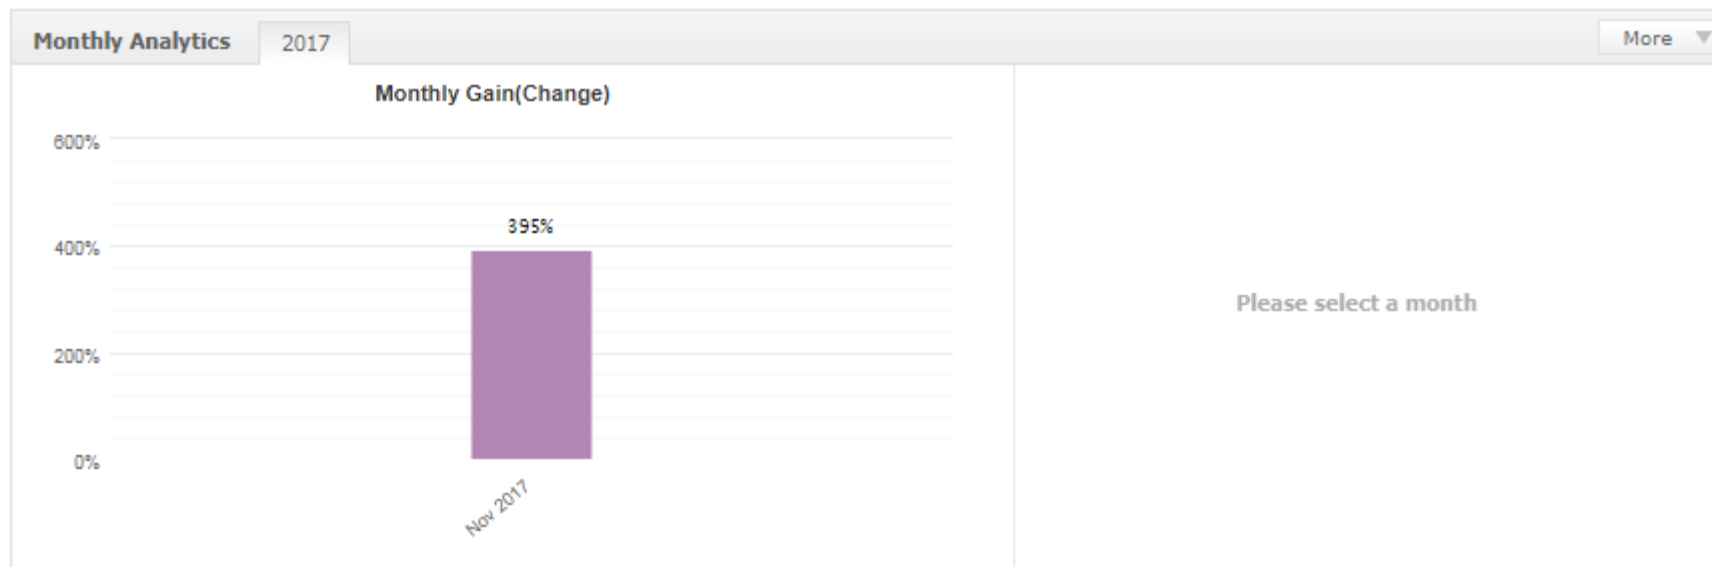 Monthly Analytics 2017 More
Monthly Gain(Change)
600%
395%
400%
Please select a month
200%
0%
Nov 2017